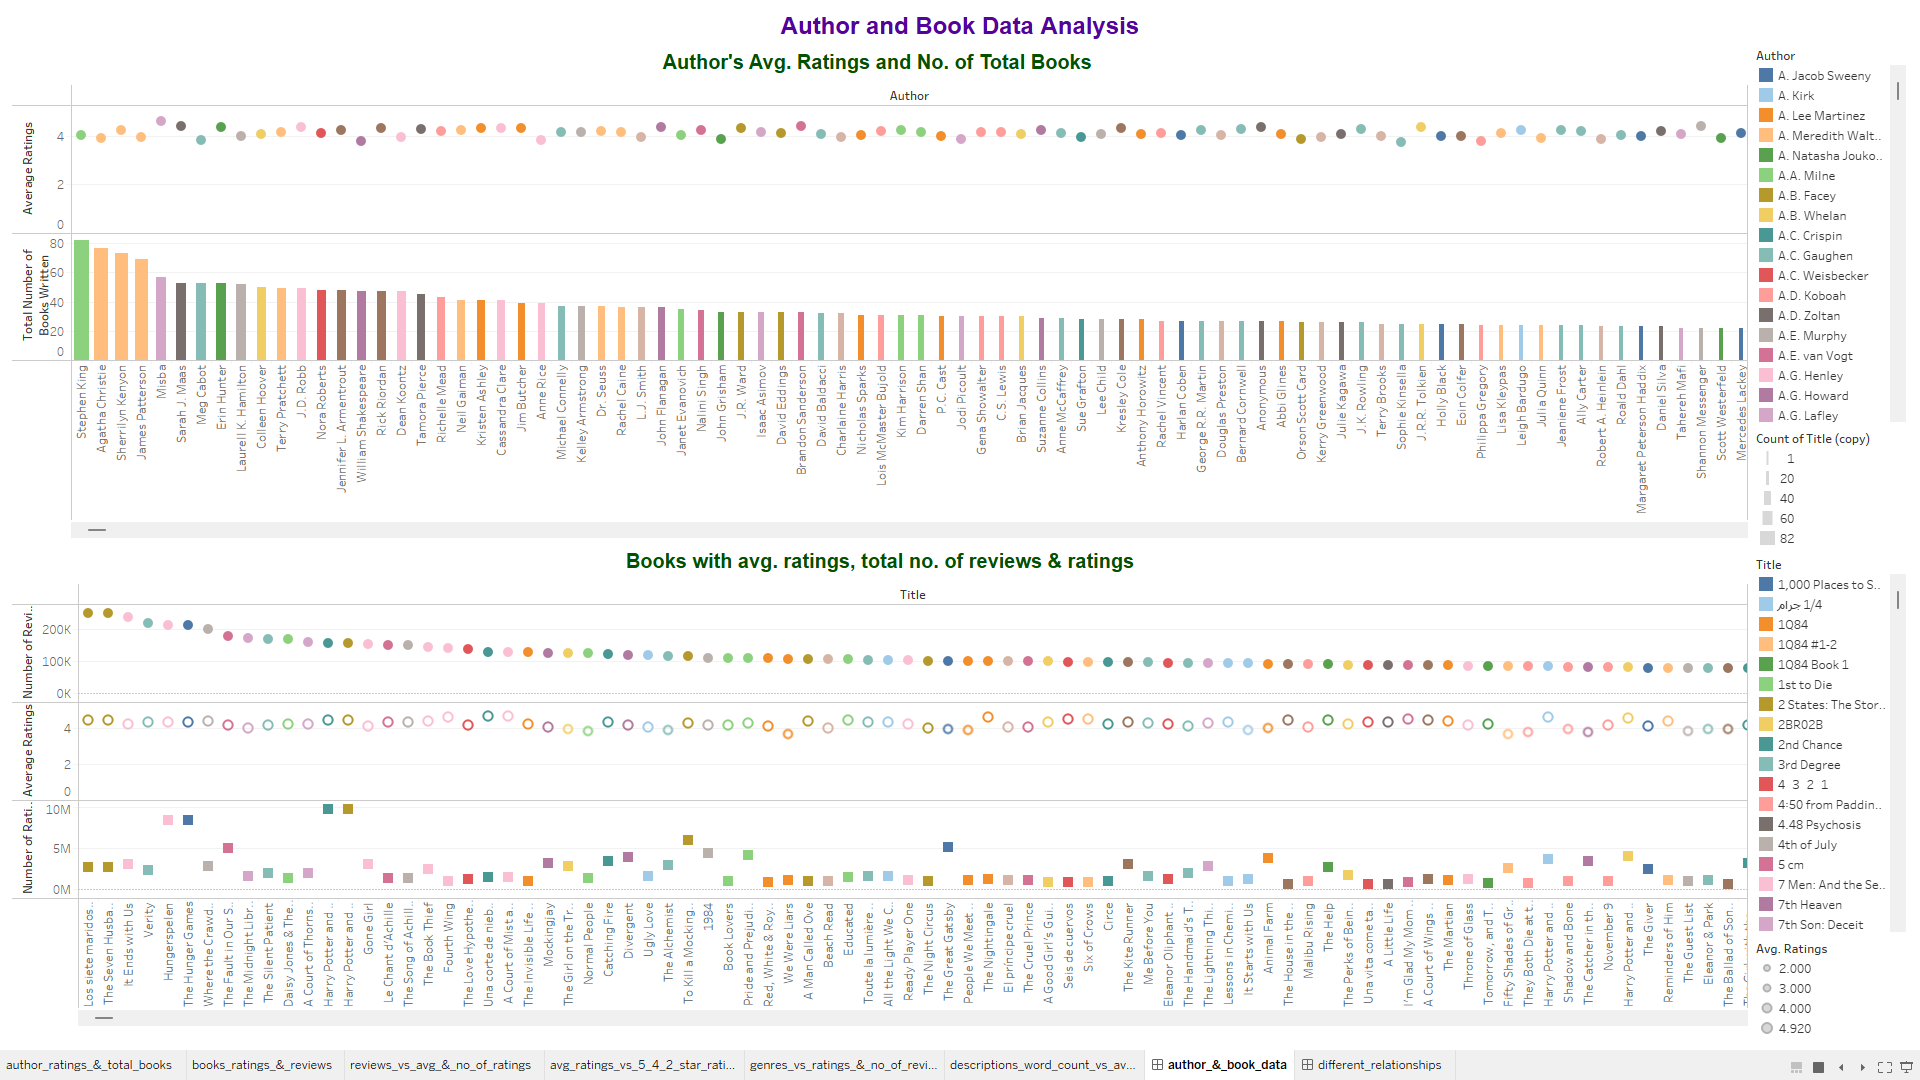 Author and Book Data Analysis
Author's Avg. Ratings and No. of Total Books
Author
Average Ratings
4
2
0
Total Number of
Books Written
80
60
40
20
0
Stephen King
Agatha Christie
Sherrilyn Kenyon
James Patterson
Misba
Sarah J. Maas
Meg Cabot
Erin Hunter
Laurell K. Hamilton
Colleen Hoover
Terry Pratchett
J.D. Robb
Nora Roberts
Jennifer L. Armentrout
William Shakespeare
Rick Riordan
Dean Koontz
Tamora Pierce
Richelle Mead
Neil Gaiman
Kristen Ashley
Cassandra Clare
Jim Butcher
Anne Rice
Michael Connelly
Kelley Armstrong
Dr. Seuss
Rachel Caine
L.J. Smith
John Flanagan
Janet Evanovich
Nalini Singh
John Grisham
J.R. Ward
Isaac Asimov
David Eddings
Brandon Sanderson
David Baldacci
Charlaine Harris
Nicholas Sparks
Lois McMaster Bujold
Kim Harrison
Darren Shan
P.C. Cast
Jodi Picoult
Gena Showalter
C.S. Lewis
Brian Jacques
Suzanne Collins
Anne McCaffrey
Sue Grafton
Lee Child
Kresley Cole
Anthony Horowitz
Rachel Vincent
Harlan Coben
George R.R. Martin
Douglas Preston
Bernard Cornwell
Anonymous
Abbi Glines
Orson Scott Card
Kerry Greenwood
Julie Kagawa
J.K. Rowling
Terry Brooks
Sophie Kinsella
J.R.R. Tolkien
Holly Black
Eoin Colfer
Philippa Gregory
Lisa Kleypas
Leigh Bardugo
Julia Quinn
Jeaniene Frost
Ally Carter
Robert A. Heinlein
Roald Dahl
Margaret Peterson Haddix
Daniel Silva
Tahereh Mafi
Shannon Messenger
Scott Westerfeld
Mercedes Lackey
Author
A. Jacob Sweeny
A. Kirk
A. Lee Martinez
A. Meredith Walt..
A. Natasha Jouko..
A.A. Milne
A.B. Facey
A.B. Whelan
A.C. Crispin
A.C. Gaughen
A.C. Weisbecker
A.D. Koboah
A.D. Zoltan
A.E. Murphy
A.E. van Vogt
A.G. Henley
A.G. Howard
A.G. Lafley
Count of Title (copy)
1
20
40
60
82
Books with avg. ratings, total no. of reviews & ratings
Title
Number of Revi..
200K
100K
0K
Average Ratings
4
2
0
Number of Rati..
10M
5M
0M
Los siete maridos..
The Seven Husba..
It Ends with Us
Verity
Hungerspelen
The Hunger Games
Where the Crawd..
The Fault in Our S..
The Midnight Libr..
The Silent Patient
Daisy Jones & The..
A Court of Thorns..
Harry Potter and ..
Harry Potter and ..
Gone Girl
Le Chant d'Achille
The Song of Achill..
The Book Thief
Fourth Wing
The Love Hypothe..
Una corte de nieb..
A Court of Mist a..
The Invisible Life..
Mockingjay
The Girl on the Tr..
Normal People
Catching Fire
Divergent
Ugly Love
The Alchemist
To Kill a Mocking..
1984
Book Lovers
Pride and Prejudi..
Red, White & Roy..
We Were Liars
A Man Called Ove
Beach Read
Educated
Toute la lumière..
All the Light We C..
Ready Player One
The Night Circus
The Great Gatsby
People We Meet ..
The Nightingale
El príncipe cruel
The Cruel Prince
A Good Girl's Gui..
Seis de cuervos
Six of Crows
Circe
The Kite Runner
Me Before You
Eleanor Oliphant ..
The Handmaid's T..
The Lightning Thi..
Lessons in Chemi..
It Starts with Us
Animal Farm
The House in the ..
Malibu Rising
The Help
The Perks of Bein..
Una vita come ta..
A Little Life
I'm Glad My Mom ..
A Court of Wings ..
The Martian
Throne of Glass
Tomorrow, and T..
Fifty Shades of Gr..
They Both Die at t..
Harry Potter and ..
Shadow and Bone
The Catcher in th..
November 9
Harry Potter and ..
The Giver
Reminders of Him
The Guest List
Eleanor & Park
The Ballad of Son..
Title
1,000 Places to S..
1/4 جرام
1Q84
1Q84 #1-2
1Q84 Book 1
1st to Die
2 States: The Stor..
2BR02B
2nd Chance
3rd Degree
4 3 2 1
4:50 from Paddin..
4.48 Psychosis
4th of July
5 cm
7 Men: And the Se..
7th Heaven
7th Son: Deceit
Avg. Ratings
2.000
3.000
4.000
4.920
author_ratings_&_total_books
books_ratings_&_reviews
reviews_vs_avg_&_no_of_ratings
avg_ratings_vs_5_4_2_star_rati...
genres_vs_ratings_&_no_of_revi...
descriptions_word_count_vs_av...
author_&_book_data
different_relationships